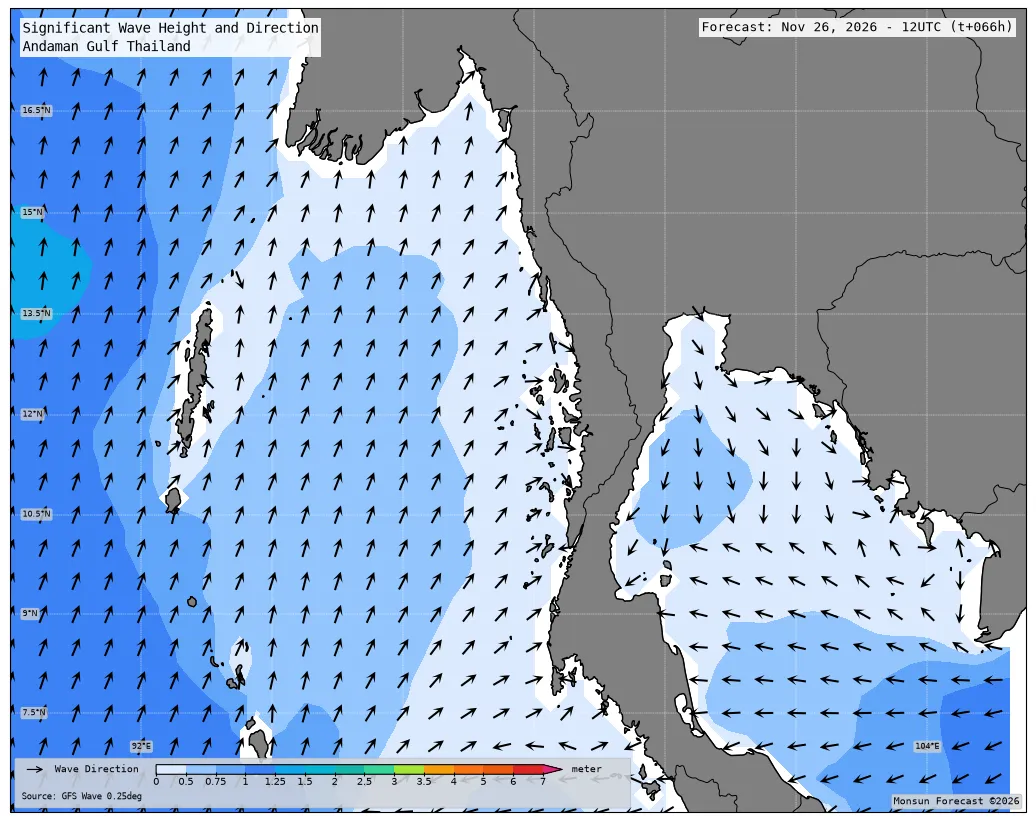 Significant Wave Height and Direction
Andaman Gulf Thailand
Forecast: Nov 26, 2026 - 12UTC (t+066h)
16.5°N
15°N
13.5°N
12°N
10.5°N
9°N
7.5°N
92°E
104°E
Wave Direction
0.5 0.75 1 1.25 1.5 2 2.5 3 3.5 4 5 6 7
meter
Source: GFS Wave 0.25deg
Monsun Forecast ©2026